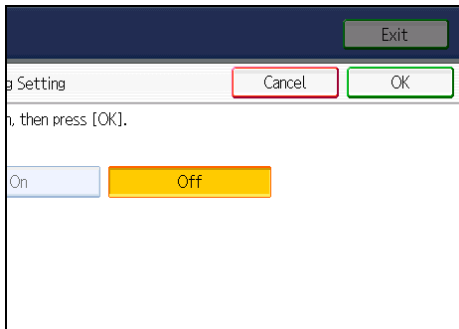 Exit
g Setting Cancel OK
n, then press [OK].
On Off